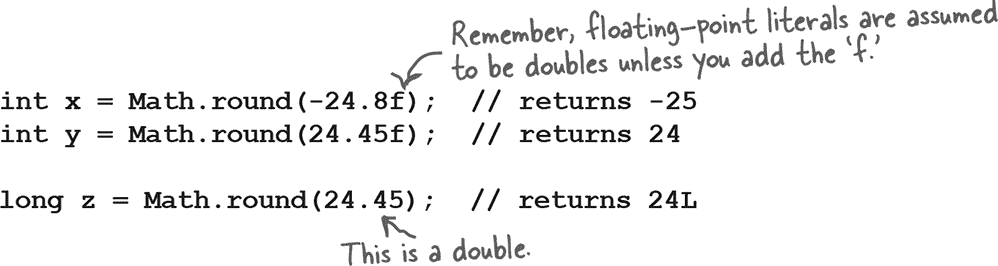 Remember, floating-point literals are assumed
to be doubles unless you add the 'f.'
int x = Math.round(-24.8f);  // returns -25
int y = Math.round(24.45f);  // returns 24
long z = Math.round(24.45);  // returns 24L
This is a double.